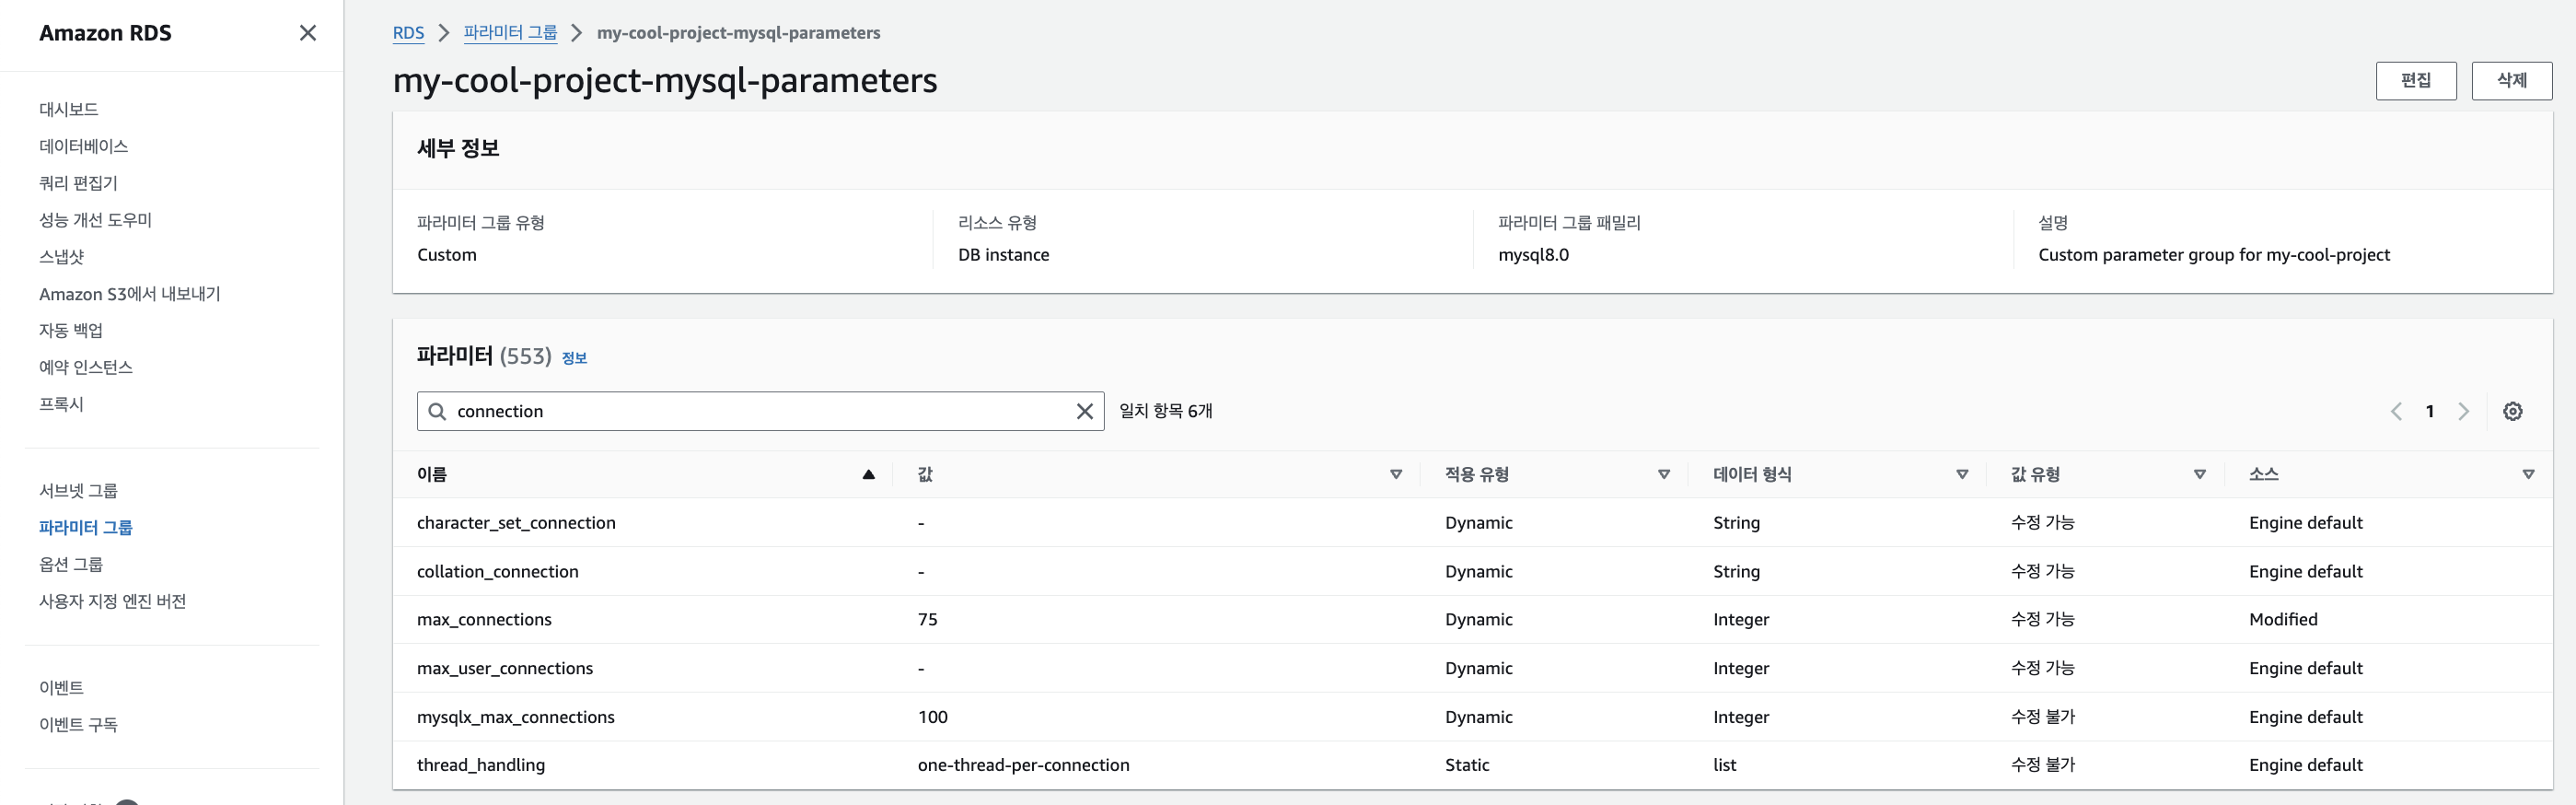 Amazon RDS
대시보드
데이터베이스
쿼리 편집기
성능 개선 도우미
스냅샷
Amazon S3에서 내보내기
자동 백업
예약 인스턴스
프록시
서브넷 그룹
파라미터 그룹
옵션 그룹
사용자 지정 엔진 버전
이벤트
이벤트 구독
RDS 파라미터 그룹 my-cool-project-mysql-parameters
my-cool-project-mysql-parameters
편집 삭제
세부 정보
파라미터 그룹 유형 리소스 유형 파라미터 그룹 패밀리 설명
Custom DB instance mysql8.0 Custom parameter group for my-cool-project
파라미터 (553) 정보
connection 일치 항목 6개 1
이름 값 적용 유형 데이터 형식 값 유형 소스
character_set_connection - Dynamic String 수정 가능 Engine default
collation_connection - Dynamic String 수정 가능 Engine default
max_connections 75 Dynamic Integer 수정 가능 Modified
max_user_connections - Dynamic Integer 수정 가능 Engine default
mysqlx_max_connections 100 Dynamic Integer 수정 불가 Engine default
thread_handling one-thread-per-connection Static list 수정 불가 Engine default